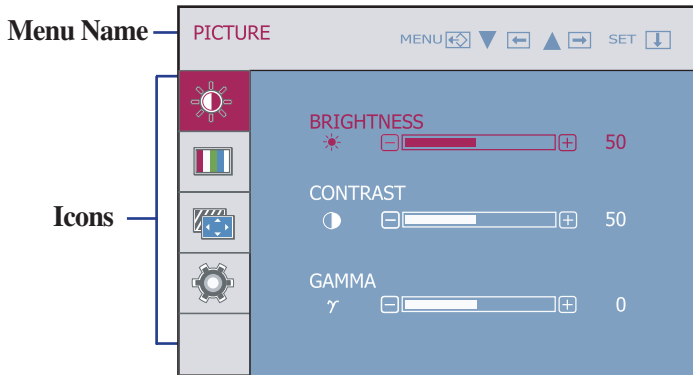 Menu Name
PICTURE MENU SET
BRIGHTNESS
50
CONTRAST
50
Icons
GAMMA
γ 0